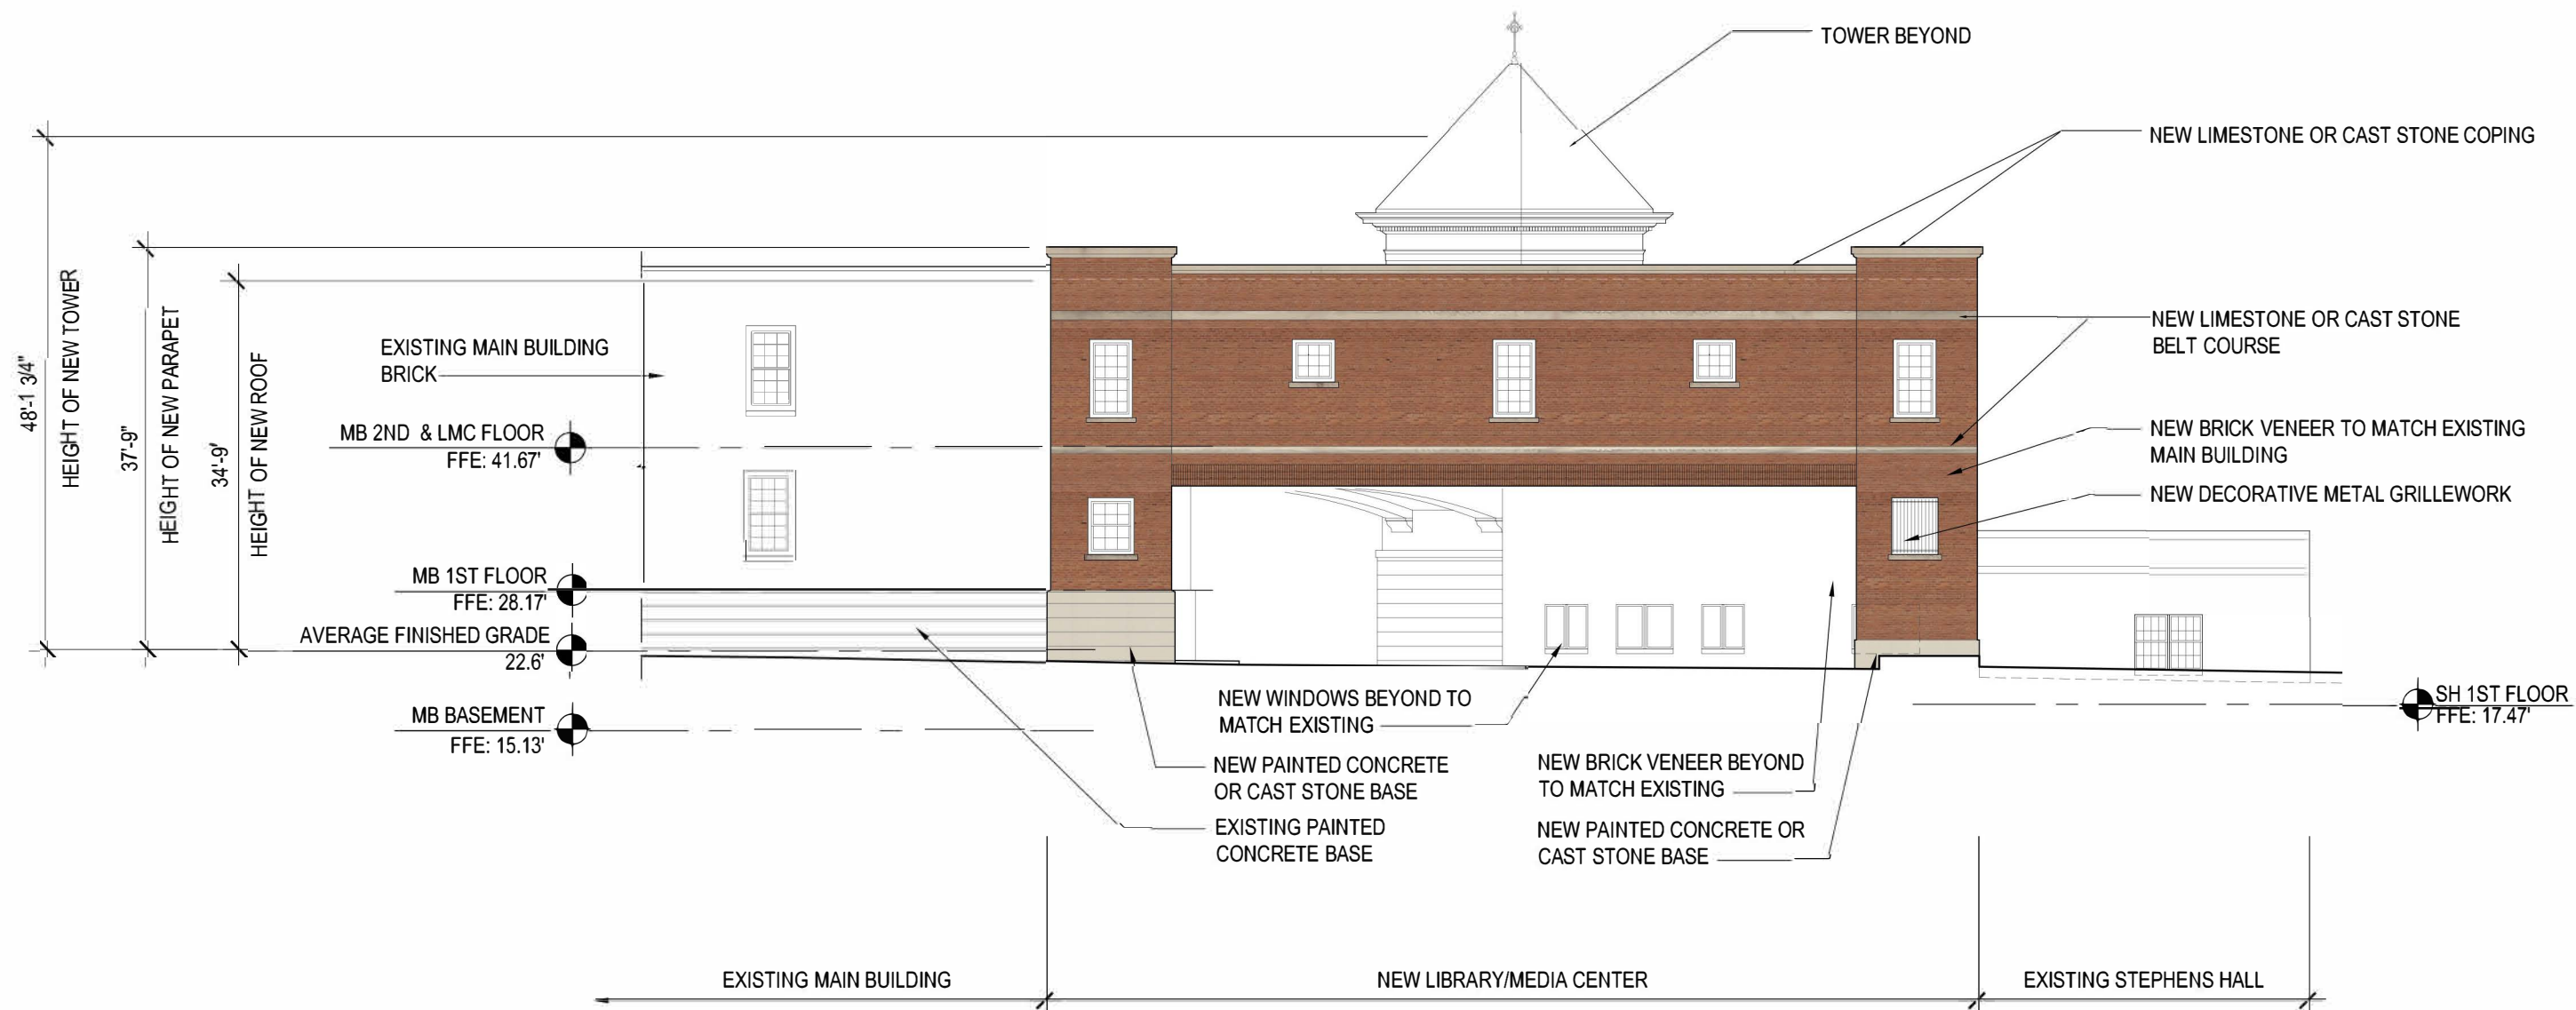 TOWER BEYOND
NEW LIMESTONE OR CAST STONE COPING
48'-1 3/4"
HEIGHT OF NEW TOWER
37'-9"
HEIGHT OF NEW PARAPET
34'-9'
HEIGHT OF NEW ROOF
EXISTING MAIN BUILDING
BRICK
NEW LIMESTONE OR CAST STONE
BELT COURSE
MB 2ND & LMC FLOOR
FFE: 41.67'
NEW BRICK VENEER TO MATCH EXISTING
MAIN BUILDING
NEW DECORATIVE METAL GRILLEWORK
MB 1ST FLOOR
FFE: 28.17'
AVERAGE FINISHED GRADE
22.6'
MB BASEMENT
FFE: 15.13'
SH 1ST FLOOR
FFE: 17.47'
NEW WINDOWS BEYOND TO
MATCH EXISTING
NEW PAINTED CONCRETE
OR CAST STONE BASE
EXISTING PAINTED
CONCRETE BASE
NEW BRICK VENEER BEYOND
TO MATCH EXISTING
NEW PAINTED CONCRETE OR
CAST STONE BASE
EXISTING MAIN BUILDING
NEW LIBRARY/MEDIA CENTER
EXISTING STEPHENS HALL